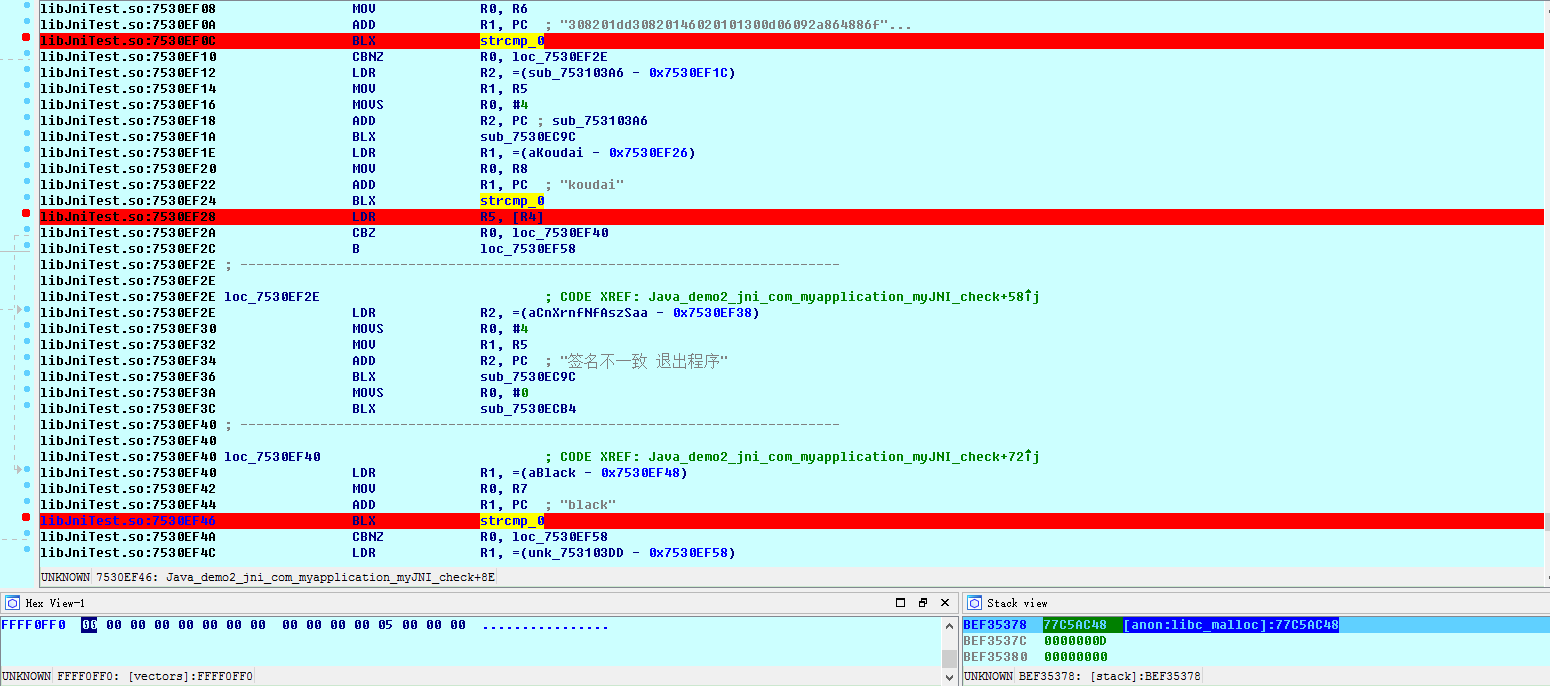 libJniTest.so:7530EF08 MOV R0, R6
libJniTest.so:7530EF0A ADD R1, PC ; "308201dd30820146020101300d06092a864886f"...
libJniTest.so:7530EF0C BLX strcmp_0
libJniTest.so:7530EF10 CBNZ R0, loc_7530EF2E
libJniTest.so:7530EF12 LDR R2, =(sub_753103A6 - 0x7530EF1C)
libJniTest.so:7530EF14 MOV R1, R5
libJniTest.so:7530EF16 MOVS R0, #4
libJniTest.so:7530EF18 ADD R2, PC ; sub_753103A6
libJniTest.so:7530EF1A BLX sub_7530EC9C
libJniTest.so:7530EF1E LDR R1, =(aKoudai - 0x7530EF26)
libJniTest.so:7530EF20 MOV R0, R8
libJniTest.so:7530EF22 ADD R1, PC ; "koudai"
libJniTest.so:7530EF24 BLX strcmp_0
libJniTest.so:7530EF28 LDR R5, [R4]
libJniTest.so:7530EF2A CBZ R0, loc_7530EF40
libJniTest.so:7530EF2C B loc_7530EF58
libJniTest.so:7530EF2E ; ---------------------------------------------------------------------------
libJniTest.so:7530EF2E
libJniTest.so:7530EF2E loc_7530EF2E ; CODE XREF: Java_demo2_jni_com_myapplication_myJNI_check+58↑j
libJniTest.so:7530EF2E LDR R2, =(aCnXrnfNfAszSaa - 0x7530EF38)
libJniTest.so:7530EF30 MOVS R0, #4
libJniTest.so:7530EF32 MOV R1, R5
libJniTest.so:7530EF34 ADD R2, PC ; "签名不一致 退出程序"
libJniTest.so:7530EF36 BLX sub_7530EC9C
libJniTest.so:7530EF3A MOVS R0, #0
libJniTest.so:7530EF3C BLX sub_7530ECB4
libJniTest.so:7530EF40 ; ---------------------------------------------------------------------------
libJniTest.so:7530EF40
libJniTest.so:7530EF40 loc_7530EF40 ; CODE XREF: Java_demo2_jni_com_myapplication_myJNI_check+72↑j
libJniTest.so:7530EF40 LDR R1, =(aBlack - 0x7530EF48)
libJniTest.so:7530EF42 MOV R0, R7
libJniTest.so:7530EF44 ADD R1, PC ; "black"
libJniTest.so:7530EF46 BLX strcmp_0
libJniTest.so:7530EF4A CBNZ R0, loc_7530EF58
libJniTest.so:7530EF4C LDR R1, =(unk_753103DD - 0x7530EF58)
UNKNOWN 7530EF46: Java_demo2_jni_com_myapplication_myJNI_check+8E
Hex View-1
FFFF0FF0 00 00 00 00 00 00 00 00 00 00 00 00 05 00 00 00 ................
UNKNOWN FFFF0FF0: [vectors]:FFFF0FF0
Stack view
BEF35378 77C5AC48 [anon:libc_malloc]:77C5AC48
BEF3537C 0000000D
BEF35380 00000000
UNKNOWN BEF35378: [stack]:BEF35378